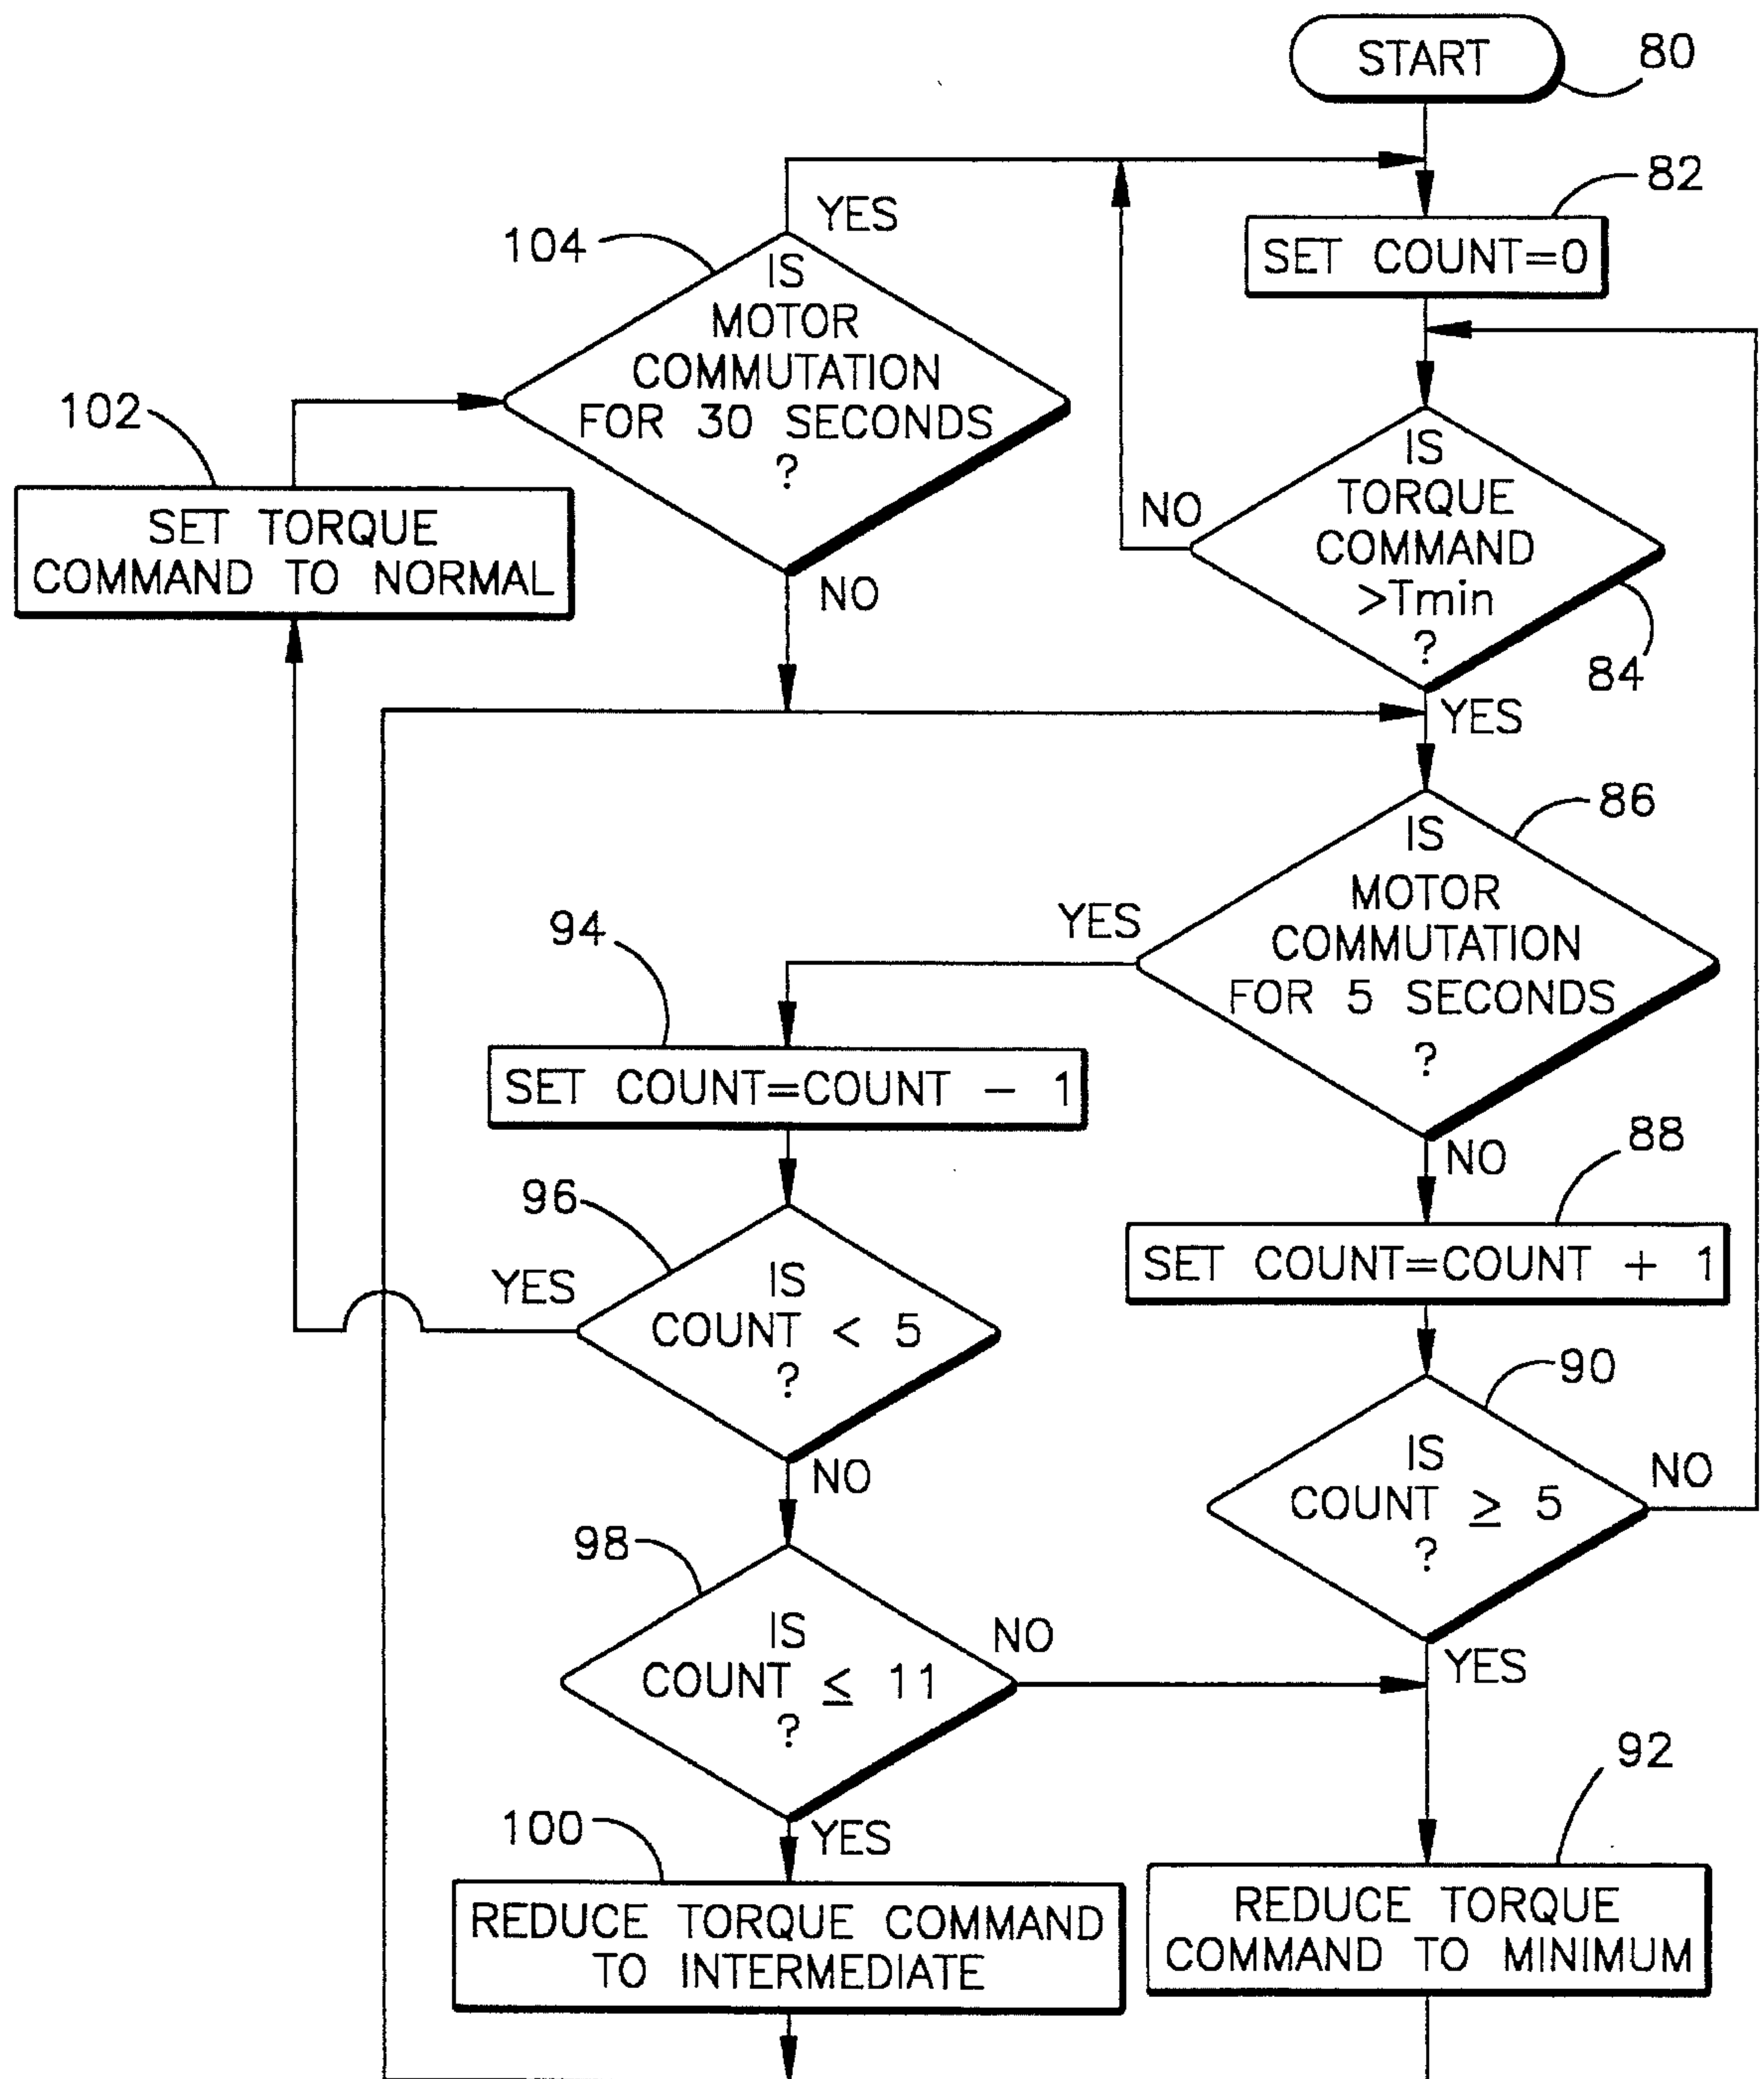 START
80
82
SET COUNT=0
YES
104
IS
MOTOR
COMMUTATION
FOR 30 SECONDS
?
NO
102
SET TORQUE
COMMAND TO NORMAL
NO
IS
TORQUE
COMMAND
>Tmin
?
84
YES
86
IS
MOTOR
COMMUTATION
FOR 5 SECONDS
?
YES
NO
94
SET COUNT=COUNT - 1
88
SET COUNT=COUNT + 1
96
YES
IS
COUNT < 5
?
NO
90
IS
COUNT ≥ 5
?
NO
YES
98
IS
COUNT ≤ 11
?
NO
YES
92
REDUCE TORQUE
COMMAND TO MINIMUM
100
REDUCE TORQUE COMMAND
TO INTERMEDIATE